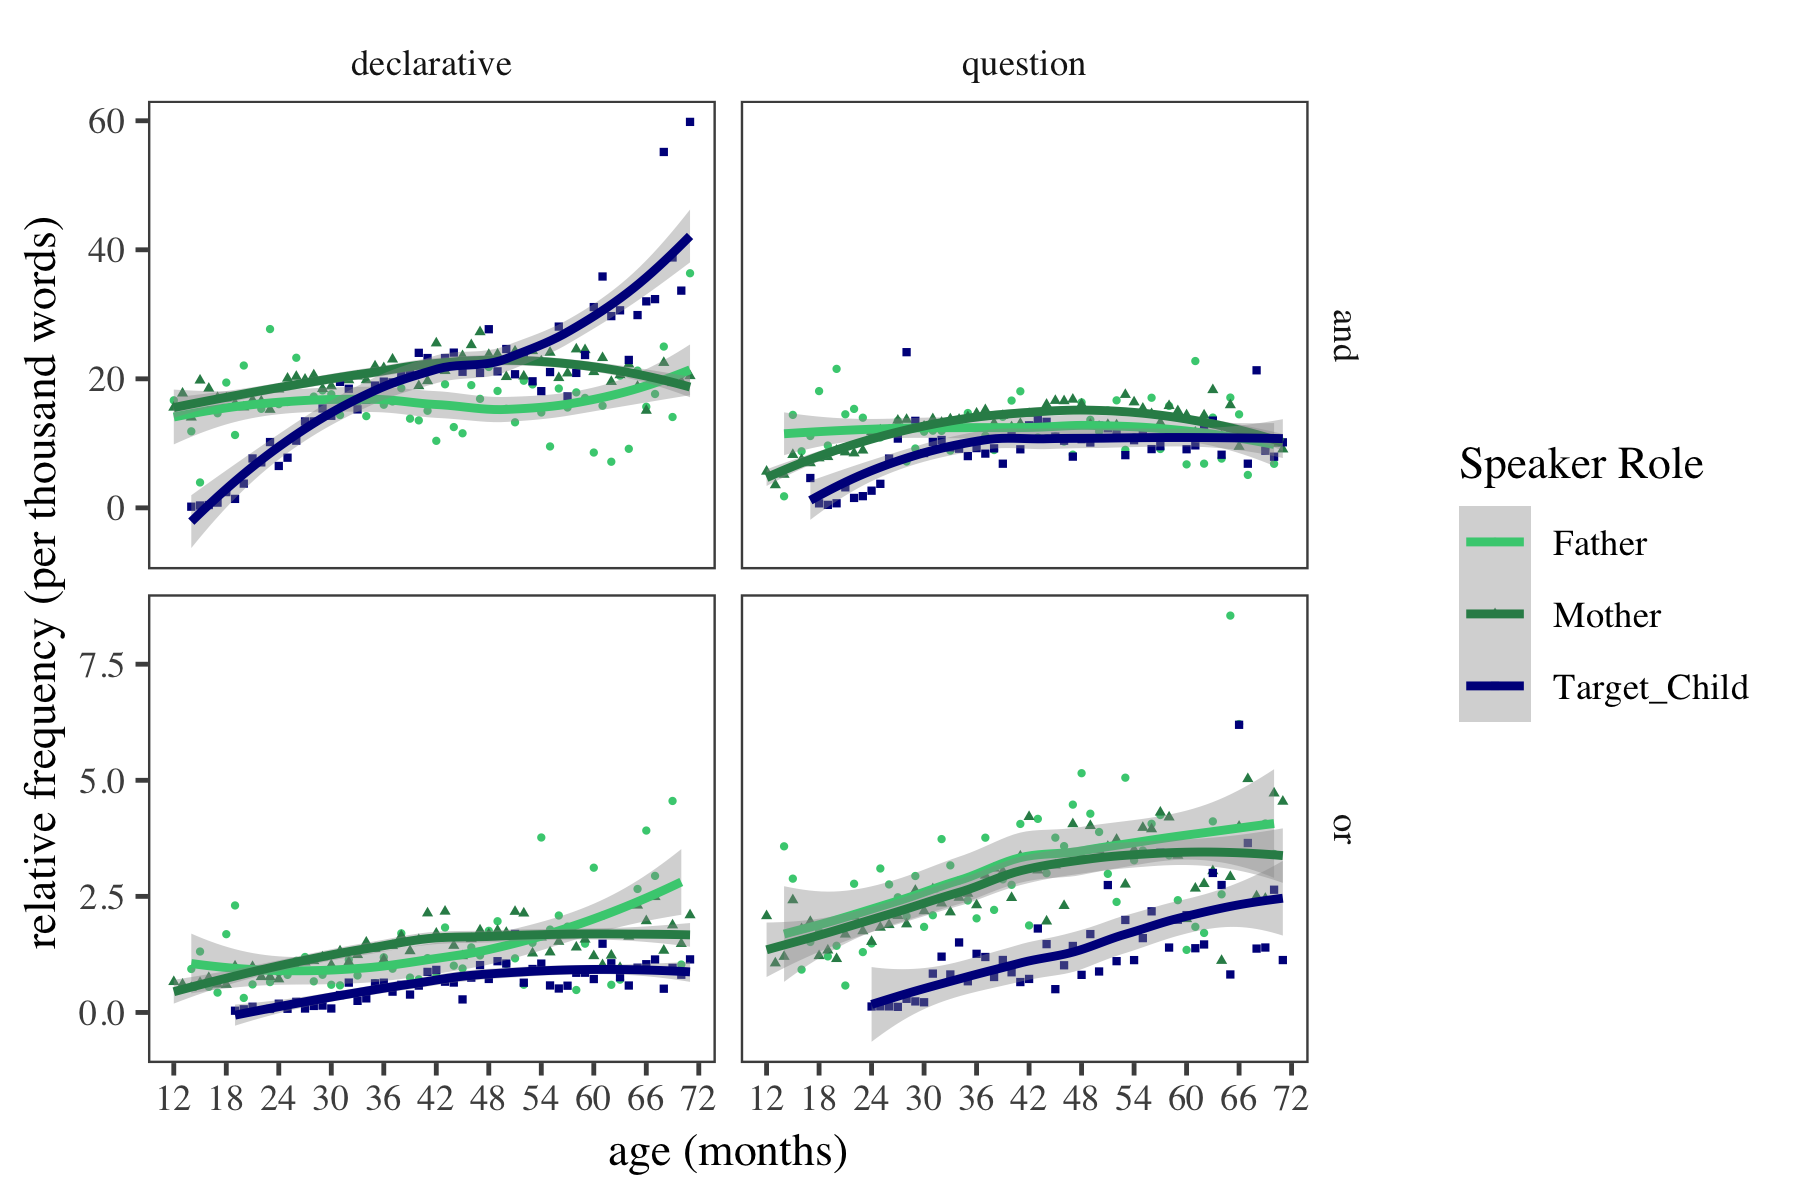 declarative question
60
40
20
0
and
7.5
5.0
2.5
0.0
or
12 18 24 30 36 42 48 54 60 66 72 12 18 24 30 36 42 48 54 60 66 72
age (months)
relative frequency (per thousand words)
Speaker Role
Father
Mother
Target_Child